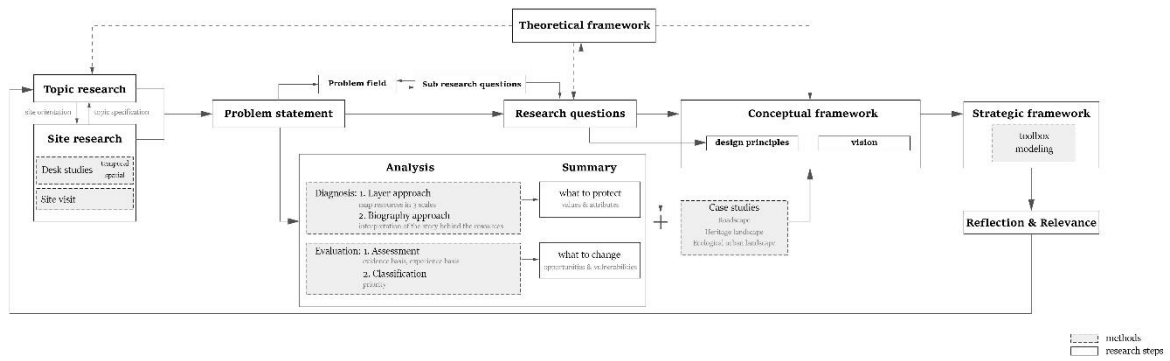 Theoretical framework
Topic research
site orientation
topic specification
Site research
Desk studies
temporal
spatial
Site visit
Problem statement
Problem field
Sub research questions
Research questions
Analysis
Summary
Diagnosis: 1. Layer approach
map resources in 3 scales
2. Biography approach
interpretation of the story behind the resources
Evaluation: 1. Assessment
evidence basis, experience basis
2. Classification
priority
what to protect
values & attributes
what to change
opportunities & vulnerabilities
+
Case studies
Heritage landscape
Ecological urban landscape
Conceptual framework
design principles
vision
Strategic framework
toolbox
modeling
Reflection & Relevance
methods
research steps